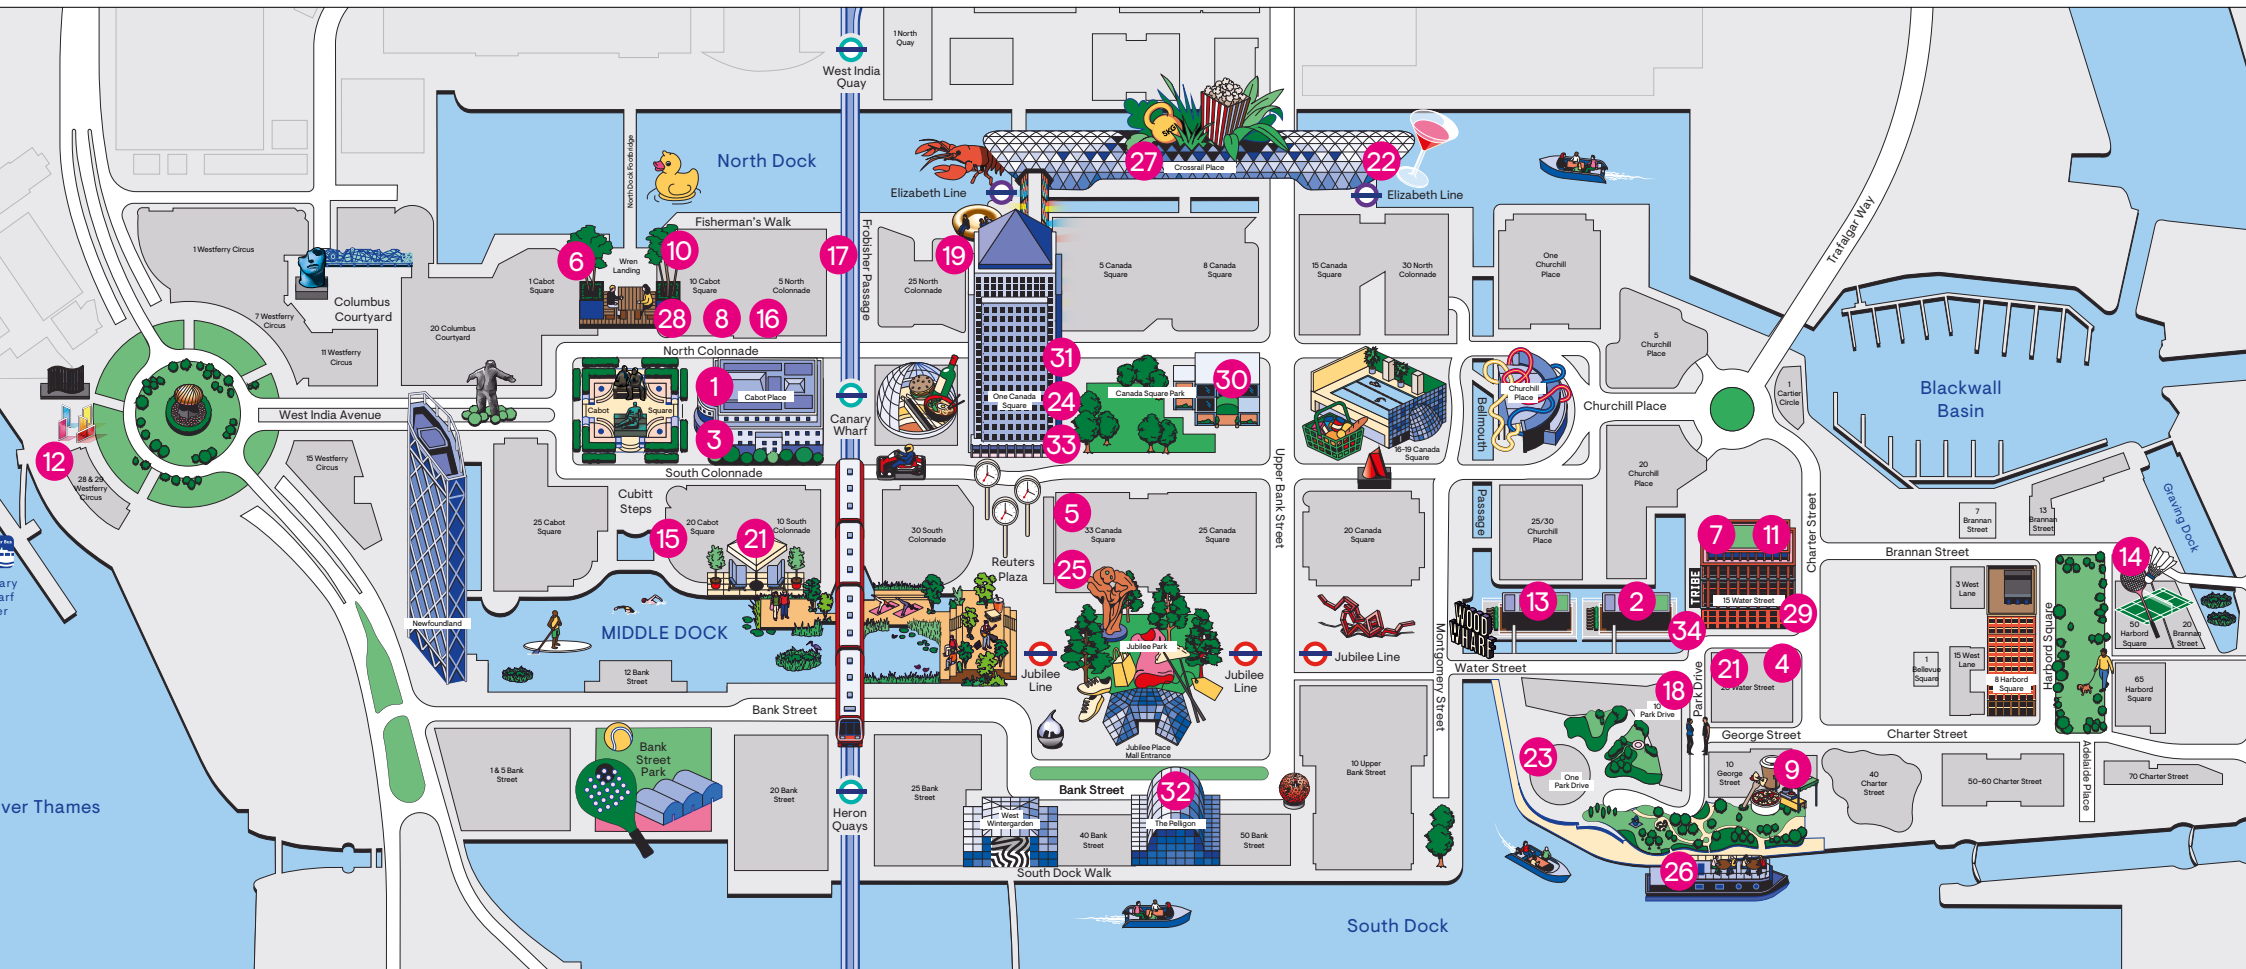 1 North
Quay
West India
Quay
North Dock Footbridge
North Dock
5KG
27
Crossrail Place
22
Elizabeth Line
Elizabeth Line
Trafalgar Way
1 Westferry Circus
Columbus
Courtyard
7 Westferry
Circus
11 Westferry
Circus
20 Columbus
Courtyard
1 Cabot
Square
6
Wren
Landing
10
Fisherman's Walk
10 Cabot
Square
5 North
Colonnade
28
8
16
17
Frobisher Passage
19
25 North
Colonnade
5 Canada
Square
8 Canada
Square
15 Canada
Square
30 North
Colonnade
One
Churchill
Place
5
Churchill
Place
North Colonnade
West India Avenue
Cabot
Square
1
Cabot Place
3
Canary
Wharf
31
One Canada
Square
24
33
Canada Square Park
30
16-19 Canada
Square
Bellmouth
Passage
Churchill
Place
Churchill Place
1
Cartier
Circle
Blackwall
Basin
12
28 & 29
Westferry
Circus
15 Westferry
Circus
South Colonnade
Cubitt
Steps
25 Cabot
Square
15
20 Cabot
Square
21
10 South
Colonnade
30 South
Colonnade
Reuters
Plaza
5
33 Canada
Square
25
25 Canada
Square
Upper Bank Street
20 Canada
Square
25/30
Churchill
Place
20
Churchill
Place
7
11
TRIBE
15 Water Street
29
Charter Street
Brannan Street
7
Brannan
Street
13
Brannan
Street
Graving Dock
14
3 West
Lane
15 West
Lane
1
Bellevue
Square
8 Harbord
Square
Harbord Square
50
Harbord
Square
20
Brannan
Street
65
Harbord
Square
ary
arf
er
Newfoundland
MIDDLE DOCK
12 Bank
Street
Jubilee
Line
Jubilee Park
Jubilee
Line
Jubilee Line
Jubilee Place
Mall Entrance
Montgomery Street
WOOD
WHARF
13
2
34
Water Street
21
20 Water Street
4
18
10
Park Drive
Park Drive
23
One
Park Drive
George Street
Charter Street
10
George
Street
9
40
Charter
Street
50-60 Charter Street
70 Charter Street
Adelaide Place
26
Bank Street
1 & 5 Bank
Street
Bank
Street
Park
20 Bank
Street
Heron
Quays
25 Bank
Street
Bank Street
West
Wintergarden
40 Bank
Street
32
The Pelligon
50 Bank
Street
10 Upper
Bank Street
South Dock Walk
South Dock
ver Thames